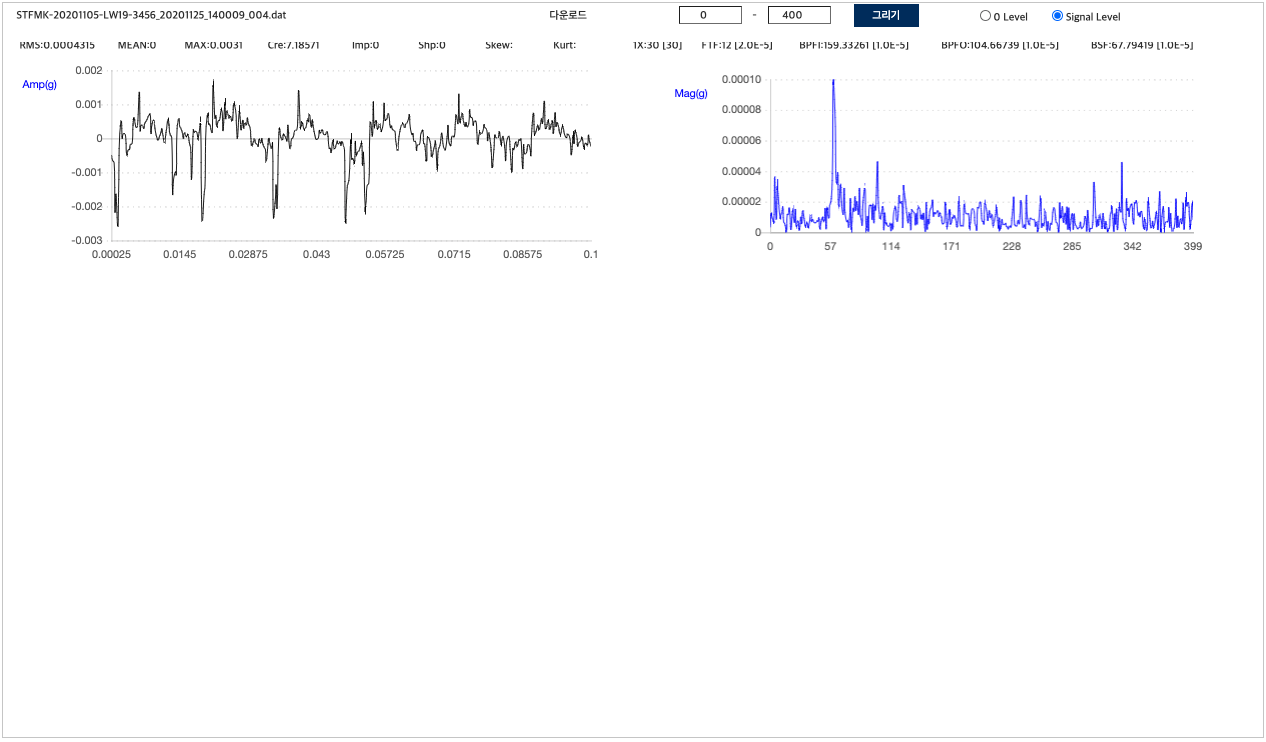 STFMK-20201105-LW19-3456_20201125_140009_004.dat 다운로드 0 - 400 그리기 0 Level Signal Level
RMS:0.0004315 MEAN:0 MAX:0.0031 Cre:7.18571 Imp:0 Shp:0 Skew: Kurt: 1X:30 [30] FTF:12 [2.0E-5] BPFI:159.33261 [1.0E-5] BPFO:104.66739 [1.0E-5] BSF:67.79419 [1.0E-5]
Amp(g)
0.002
0.001
0
-0.001
-0.002
-0.003
0.00025 0.0145 0.02875 0.043 0.05725 0.0715 0.08575 0.1
Mag(g)
0.00010
0.00008
0.00006
0.00004
0.00002
0
0 57 114 171 228 285 342 399